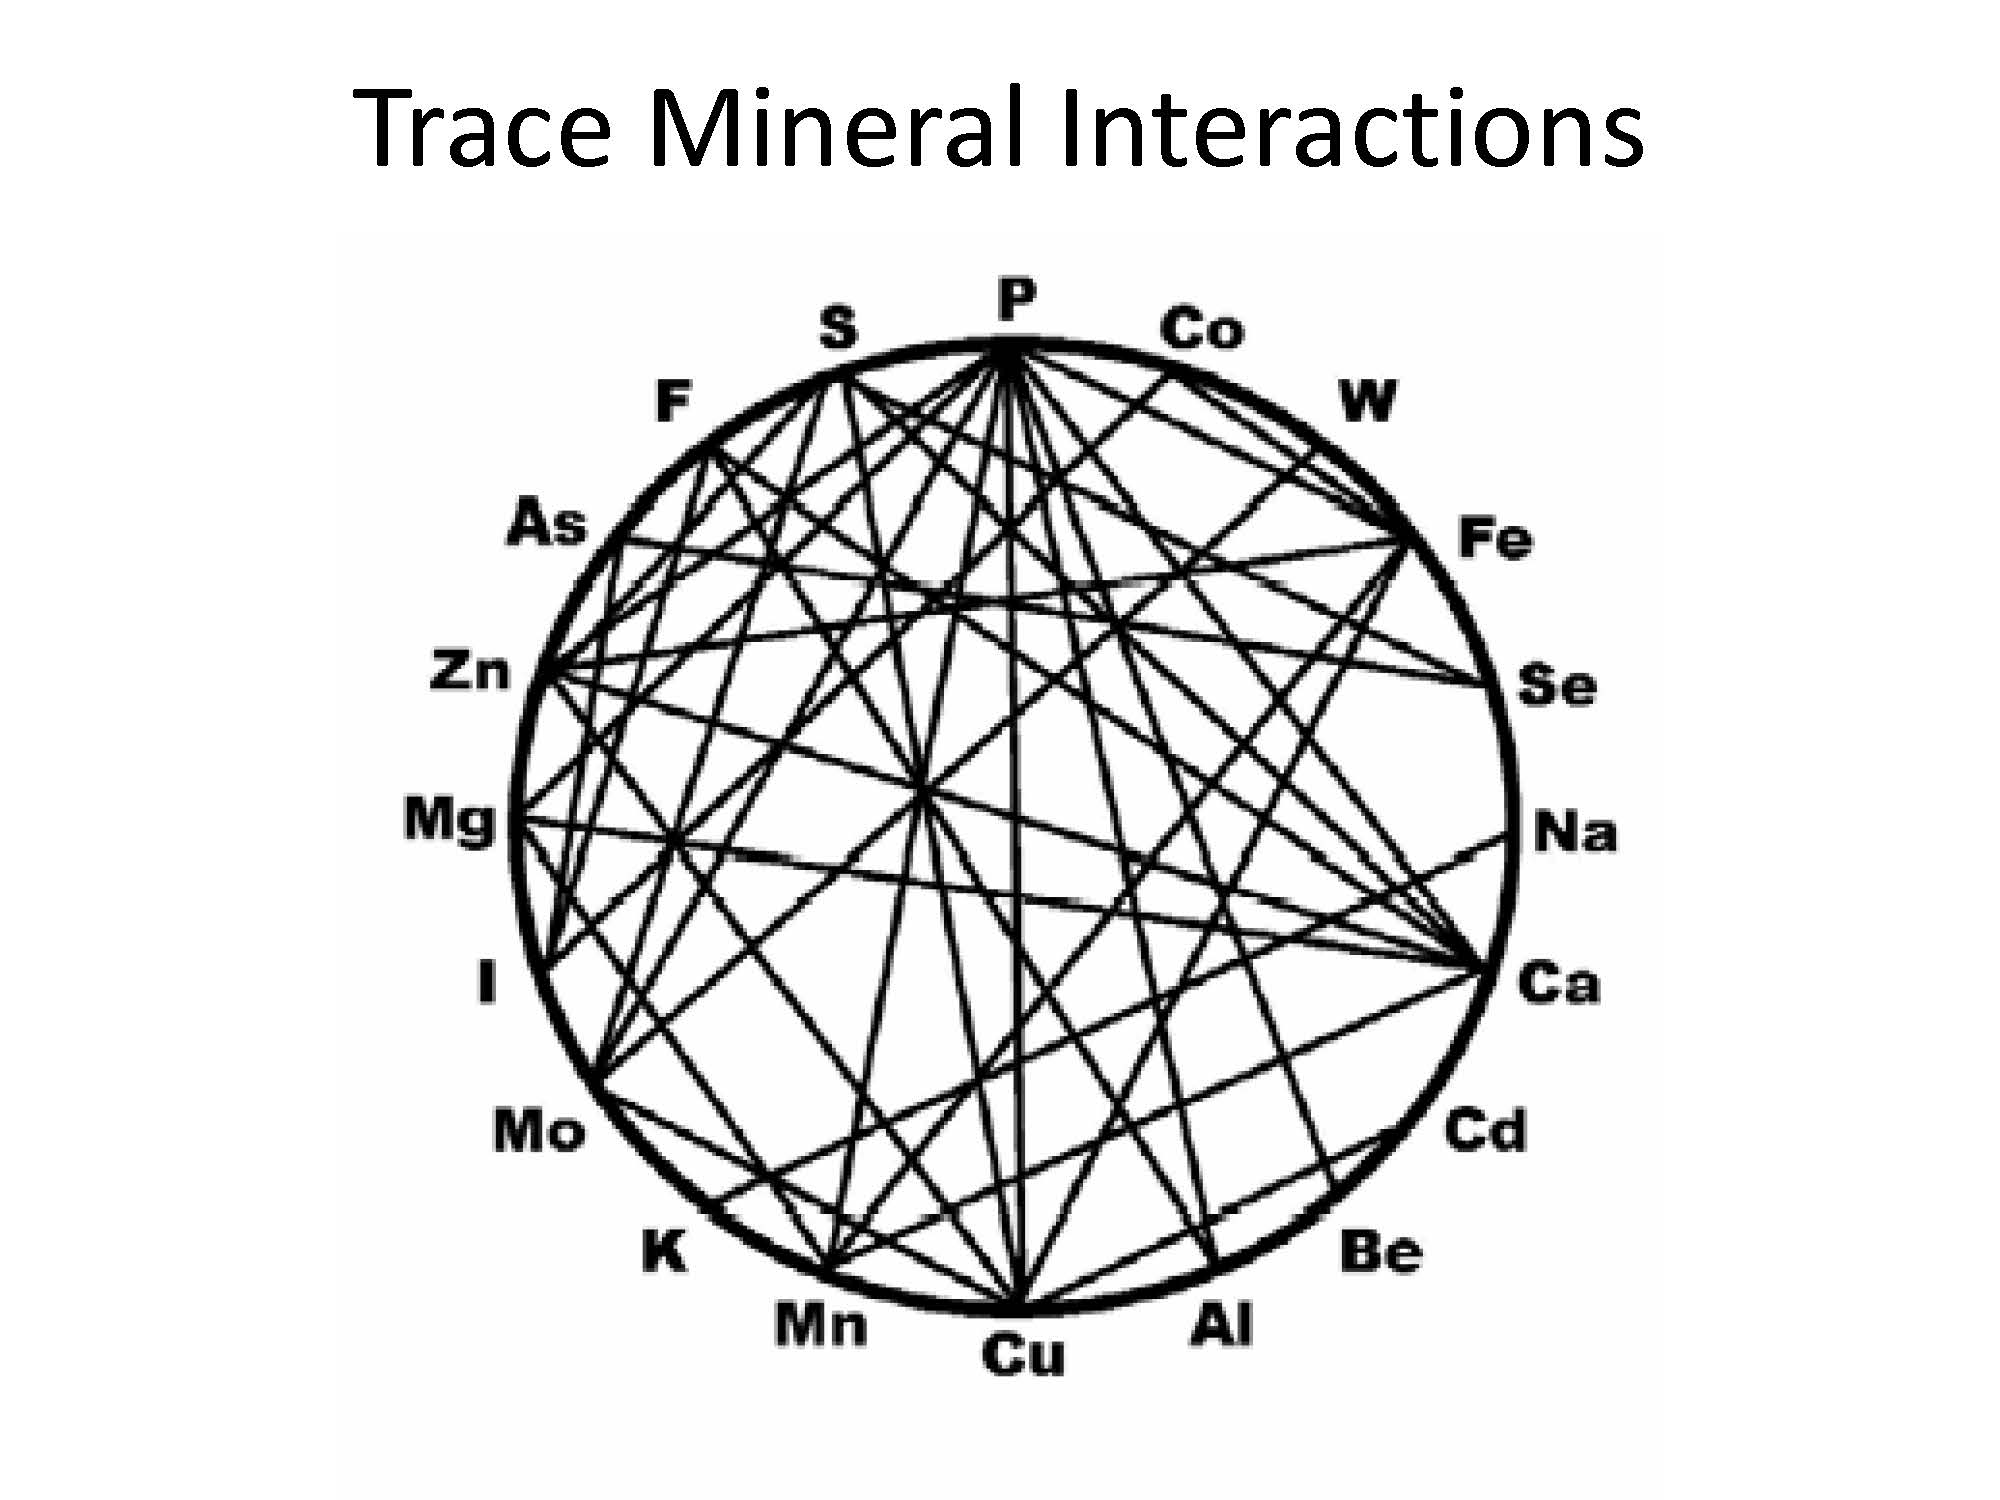 Trace Mineral Interactions
P
S
Co
F
W
As
Fe
Zn
Se
Mg
Na
I
Ca
Mo
Cd
K
Be
Mn
Al
Cu